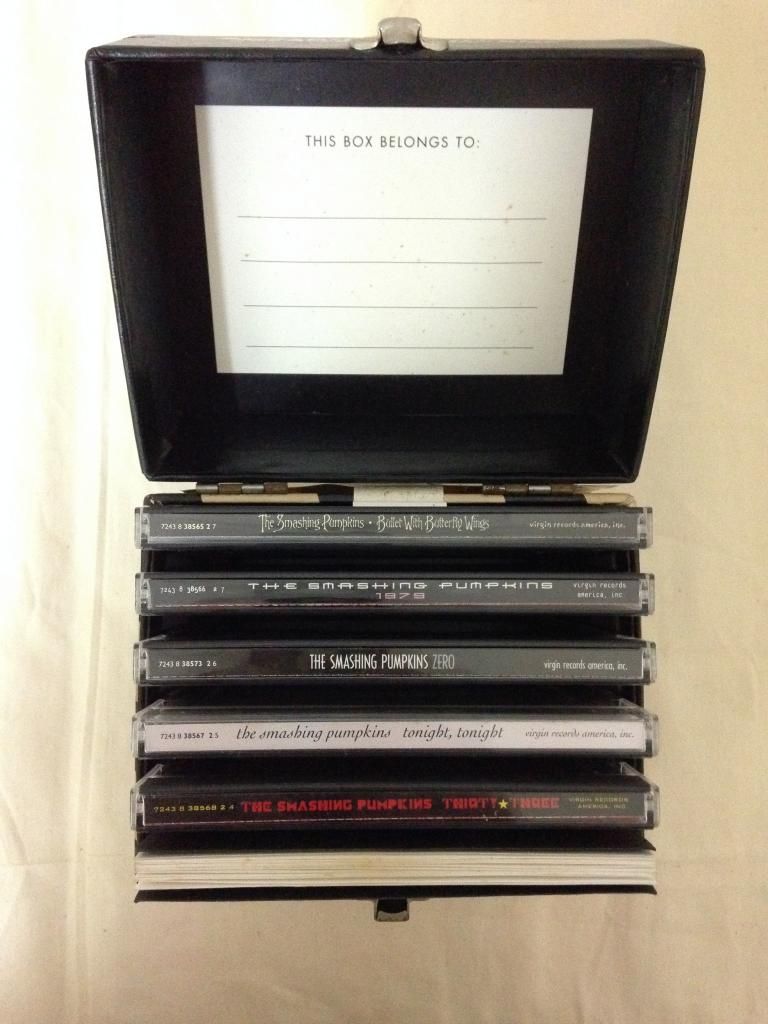 THIS BOX BELONGS TO:
7243 8 38565 2 7 The Smashing Pumpkins • Bullet With Butterfly Wings virgin records america, inc.
7243 8 38566 2 7 THE SMASHING PUMPKINS 1979 virgin records america, inc.
7243 8 38573 2 6 THE SMASHING PUMPKINS ZERO virgin records america, inc.
7243 8 38567 2 5 the smashing pumpkins tonight, tonight virgin records america, inc.
7243 8 38568 2 4 THE SMASHING PUMPKINS THIRTY★THREE VIRGIN RECORDS AMERICA, INC.